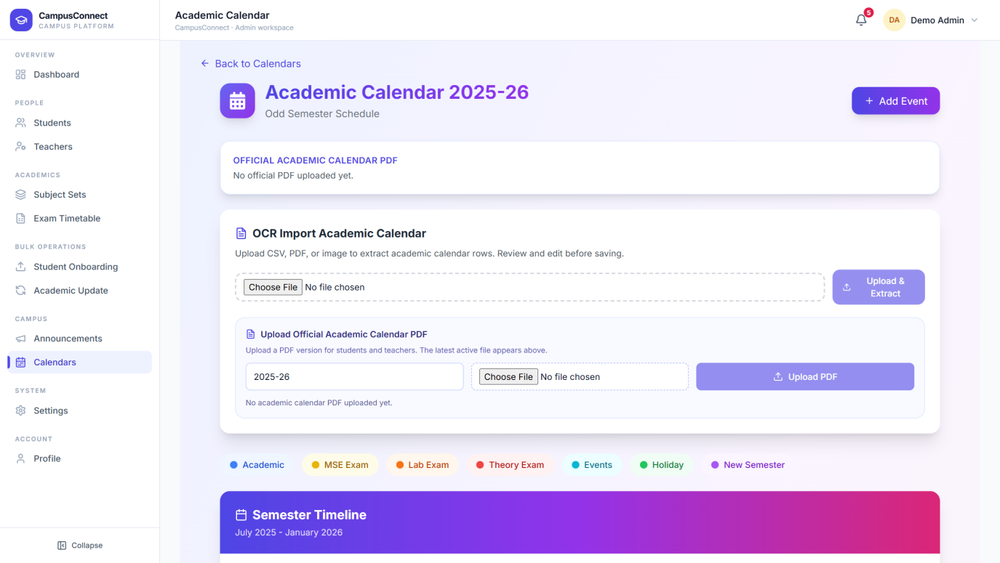 CampusConnect
CAMPUS PLATFORM
OVERVIEW
Dashboard
PEOPLE
Students
Teachers
ACADEMICS
Subject Sets
Exam Timetable
BULK OPERATIONS
Student Onboarding
Academic Update
CAMPUS
Announcements
Calendars
SYSTEM
Settings
ACCOUNT
Profile
Collapse
Academic Calendar
CampusConnect · Admin workspace
5
DA
Demo Admin
Back to Calendars
Academic Calendar 2025-26
Odd Semester Schedule
+ Add Event
OFFICIAL ACADEMIC CALENDAR PDF
No official PDF uploaded yet.
OCR Import Academic Calendar
Upload CSV, PDF, or image to extract academic calendar rows. Review and edit before saving.
Choose File No file chosen
Upload &
Extract
Upload Official Academic Calendar PDF
Upload a PDF version for students and teachers. The latest active file appears above.
2025-26
Choose File No file chosen
Upload PDF
No academic calendar PDF uploaded yet.
Academic
MSE Exam
Lab Exam
Theory Exam
Events
Holiday
New Semester
Semester Timeline
July 2025 - January 2026